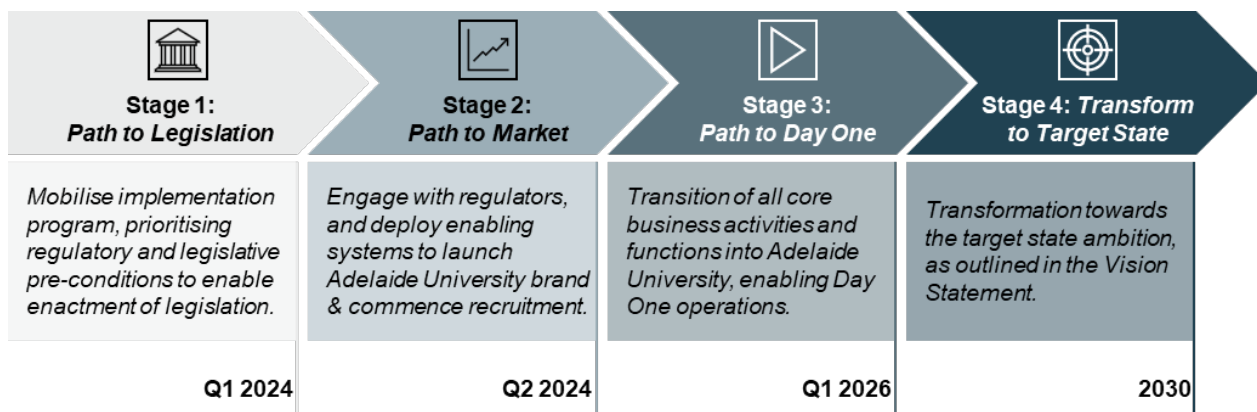 Stage 1:
Path to Legislation
Mobilise implementation
program, prioritising
regulatory and legislative
pre-conditions to enable
enactment of legislation.
Q1 2024
Stage 2:
Path to Market
Engage with regulators,
and deploy enabling
systems to launch
Adelaide University brand
& commence recruitment.
Q2 2024
Stage 3:
Path to Day One
Transition of all core
business activities and
functions into Adelaide
University, enabling Day
One operations.
Q1 2026
Stage 4: Transform
to Target State
Transformation towards
the target state ambition,
as outlined in the Vision
Statement.
2030